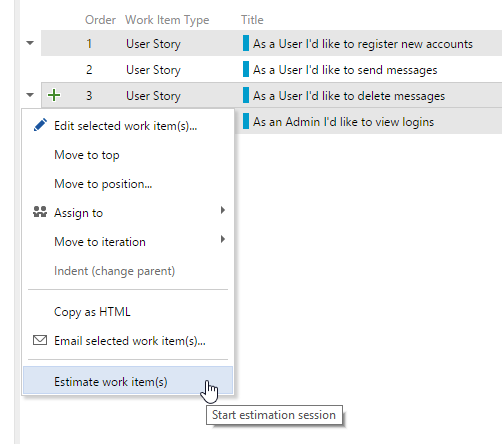 Order Work Item Type Title
1 User Story As a User I'd like to register new accounts
2 User Story As a User I'd like to send messages
3 User Story As a User I'd like to delete messages
As an Admin I'd like to view logins
Edit selected work item(s)...
Move to top
Move to position...
Assign to
Move to iteration
Indent (change parent)
Copy as HTML
Email selected work item(s)...
Estimate work item(s)
Start estimation session